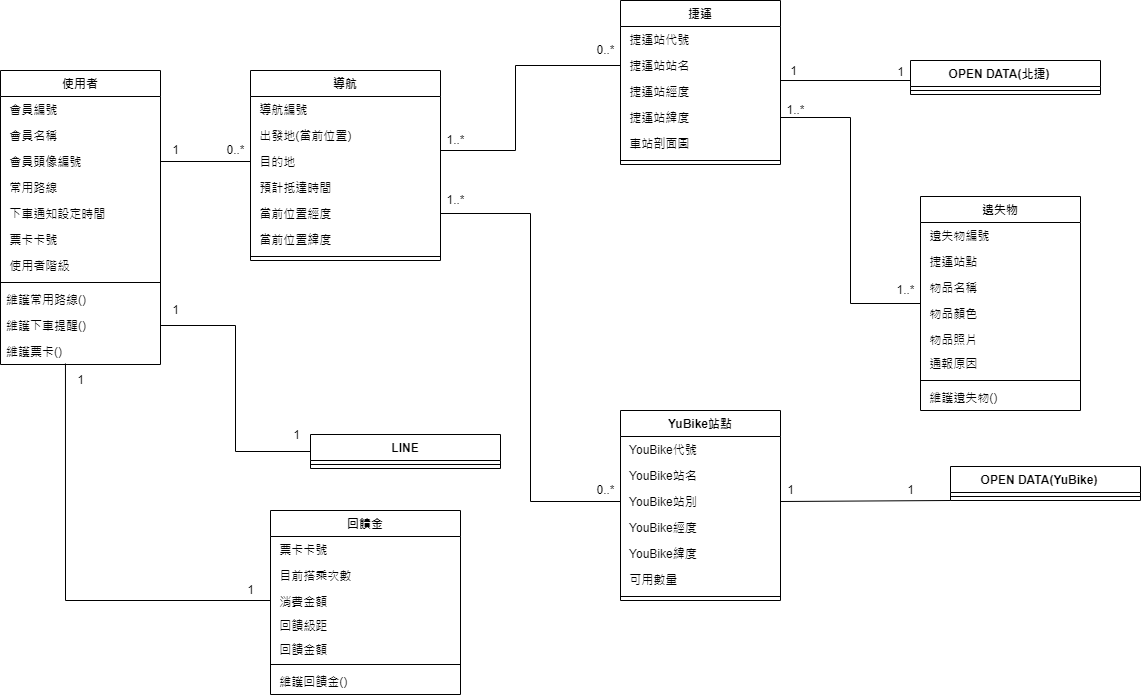 使用者
會員編號
會員名稱
會員頭像編號
常用路線
下車通知設定時間
票卡卡號
使用者階級
維護常用路線()
維護下車提醒()
維護票卡()
1
0..*
導航
導航編號
出發地(當前位置)
目的地
預計抵達時間
當前位置經度
當前位置緯度
1..*
0..*
捷運
捷運站代號
捷運站站名
捷運站經度
捷運站緯度
車站剖面圖
1
1
OPEN DATA(北捷)
1..*
1..*
遺失物
遺失物編號
捷運站點
物品名稱
物品顏色
物品照片
通報原因
維護遺失物()
1..*
0..*
YuBike站點
YouBike代號
YouBike站名
YouBike站別
YouBike經度
YouBike緯度
可用數量
1
1
OPEN DATA(YuBike)
1
1
LINE
1
1
回饋金
票卡卡號
目前搭乘次數
消費金額
回饋級距
回饋金額
維護回饋金()